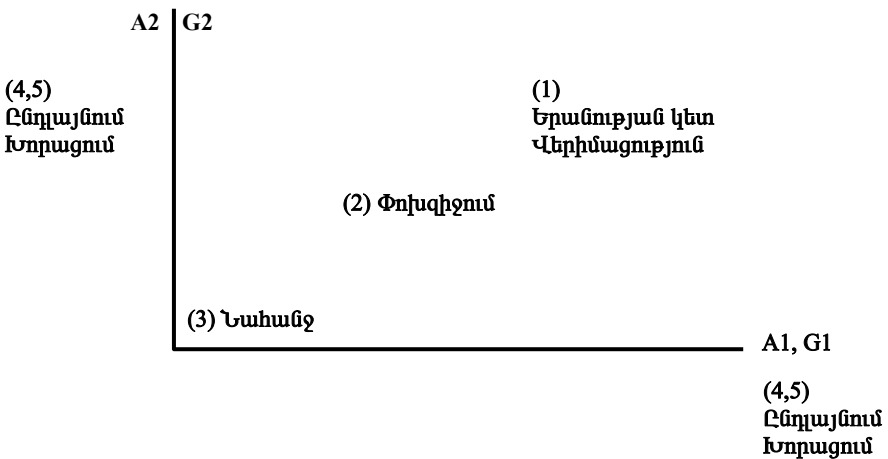 A2 G2
(4,5)
Ընդլայնում
Խորացում
(1)
Երանության կետ
Վերիմացություն
(2) Փոխզիջում
(3) Նահանջ
A1, G1
(4,5)
Ընդլայնում
Խորացում